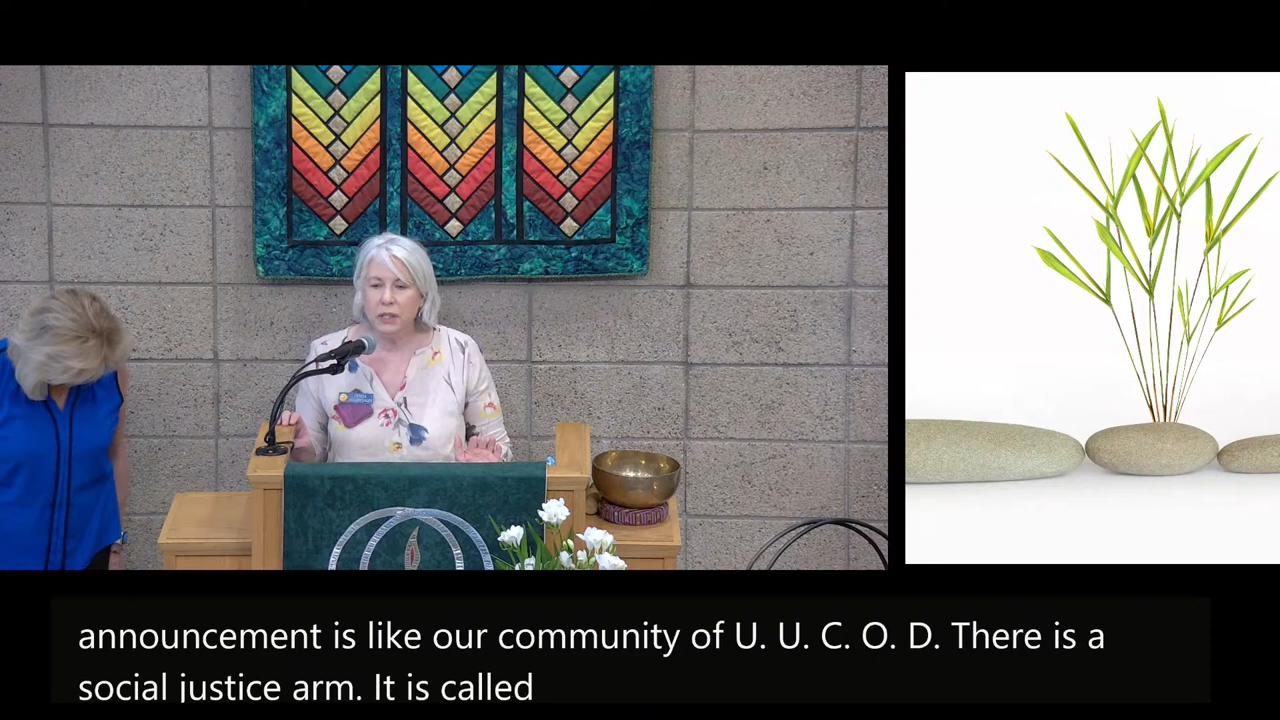 announcement is like our community of U. U. C. O. D. There is a
social justice arm. It is called